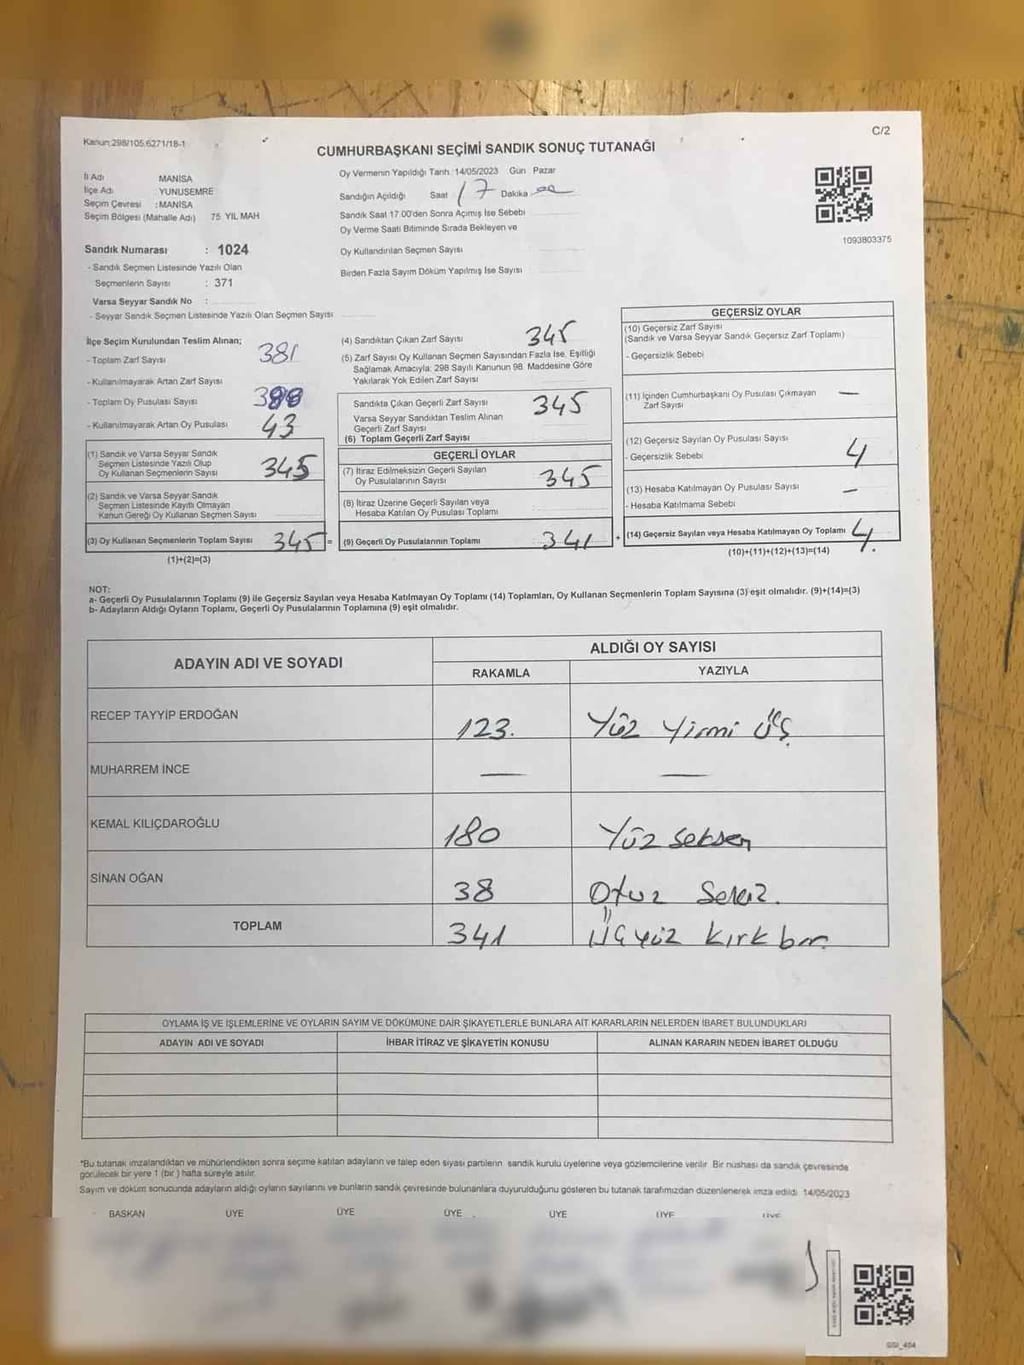 Kanun:298/105,6271/18-1
C/2
CUMHURBAŞKANI SEÇİMİ SANDIK SONUÇ TUTANAĞI
İl Adı MANİSA
İlçe Adı YUNUSEMRE
Seçim Çevresi : MANİSA
Seçim Bölgesi (Mahalle Adı) 75 YIL MAH
Oy Vermenin Yapıldığı Tarih 14/05/2023 Gün Pazar
Sandığın Açıldığı Saat 17 Dakika 00
Sandık Saat 17 00'den Sonra Açımış İse Sebebi
Oy Verme Saati Bitiminde Sırada Bekleyen ve
Oy Kullandırılan Seçmen Sayısı
Birden Fazla Sayım Döküm Yapılmış İse Sayısı
1093803375
Sandık Numarası : 1024
- Sandık Seçmen Listesinde Yazılı Olan
Seçmenlerin Sayısı : 371
Varsa Seyyar Sandık No :
- Seyyar Sandık Seçmen Listesinde Yazılı Olan Seçmen Sayısı
İlçe Seçim Kurulundan Teslim Alınan;
- Toplam Zarf Sayısı 381
- Kullanılmayarak Artan Zarf Sayısı
- Toplam Oy Pusulası Sayısı
- Kullanılmayarak Artan Oy Pusulası 43
(1) Sandık ve Varsa Seyyar Sandık
Seçmen Listesinde Yazılı Olup
Oy Kullanan Seçmenlerin Sayısı 345
(2) Sandık ve Varsa Seyyar Sandık
Seçmen Listesinde Kayıtlı Olmayan
Kanun Gereği Oy Kullanan Seçmen Sayısı
(3) Oy Kullanan Seçmenlerin Toplam Sayısı 345 =
(1)+(2)=(3)
(4) Sandıktan Çıkan Zarf Sayısı 345
(5) Zarf Sayısı Oy Kullanan Seçmen Sayısından Fazla İse, Eşitliği
Sağlamak Amacıyla; 298 Sayılı Kanunun 98. Maddesine Göre
Yakılarak Yok Edilen Zarf Sayısı
Sandıkta Çıkan Geçerli Zarf Sayısı 345
Varsa Seyyar Sandıktan Teslim Alınan
Geçerli Zarf Sayısı
(6) Toplam Geçerli Zarf Sayısı
GEÇERLİ OYLAR
(7) İtiraz Edilmeksizin Geçerli Sayılan
Oy Pusulalarının Sayısı 345
(8) İtiraz Üzerine Geçerli Sayılan veya
Hesaba Katılan Oy Pusulası Toplamı
(9) Geçerli Oy Pusulalarının Toplamı 341 +
GEÇERSİZ OYLAR
(10) Geçersiz Zarf Sayısı
(Sandık ve Varsa Seyyar Sandık Geçersiz Zarf Toplamı)
- Geçersizlik Sebebi
(11) İçinden Cumhurbaşkanı Oy Pusulası Çıkmayan
Zarf Sayısı —
(12) Geçersiz Sayılan Oy Pusulası Sayısı
- Geçersizlik Sebebi 4
(13) Hesaba Katılmayan Oy Pusulası Sayısı —
- Hesaba Katılmama Sebebi
(14) Geçersiz Sayılan veya Hesaba Katılmayan Oy Toplamı 4.
(10)+(11)+(12)+(13)=(14)
NOT:
a- Geçerli Oy Pusulalarının Toplamı (9) ile Geçersiz Sayılan veya Hesaba Katılmayan Oy Toplamı (14) Toplamları, Oy Kullanan Seçmenlerin Toplam Sayısına (3) eşit olmalıdır. (9)+(14)=(3)
b- Adayların Aldığı Oyların Toplamı, Geçerli Oy Pusulalarının Toplamına (9) eşit olmalıdır.
ADAYIN ADI VE SOYADI ALDIĞI OY SAYISI
RAKAMLA YAZIYLA
RECEP TAYYİP ERDOĞAN 123. Yüz Yirmi Üç
MUHARREM İNCE — —
KEMAL KILIÇDAROĞLU 180 Yüz Seksen
SİNAN OĞAN 38 Otuz Sekiz.
TOPLAM 341 Üçyüz kırk bir
OYLAMA İŞ VE İŞLEMLERİNE VE OYLARIN SAYIM VE DÖKÜMÜNE DAİR ŞİKAYETLERLE BUNLARA AİT KARARLARIN NELERDEN İBARET BULUNDUKLARI
ADAYIN ADI VE SOYADI İHBAR İTİRAZ VE ŞİKAYETİN KONUSU ALINAN KARARIN NEDEN İBARET OLDUĞU
*Bu tutanak imzalandıktan ve mühürlendikten sonra seçime katılan adayların ve talep eden siyasi partilerin sandık kurulu üyelerine veya gözlemcilerine verilir. Bir nüshası da sandık çevresinde
görülecek bir yere 1 (bir) hafta süreyle asılır.
Sayım ve döküm sonucunda adayların aldığı oyların sayılarını ve bunların sandık çevresinde bulunanlara duyurulduğunu gösteren bu tutanak tarafımızdan düzenlenerek imza edildi 14/05/2023
BAŞKAN ÜYE ÜYE ÜYE ÜYE ÜYE ÜYE
GSI_404